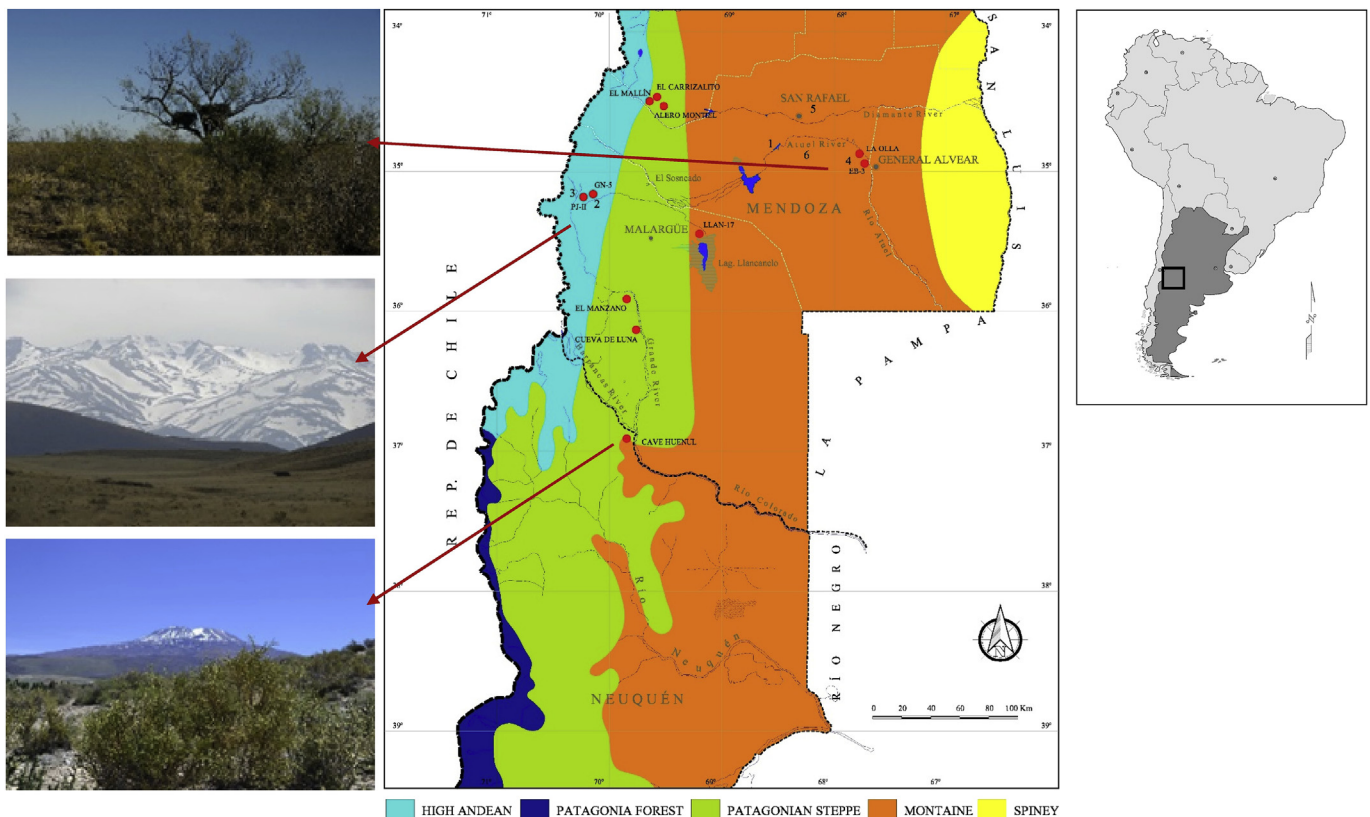 71° 70° 69° 68° 67°
34° 34°
SAN LUIS
EL CARRIZALITO
EL MALLÍN
ALERO MONTIEL
SAN RAFAEL
5
Diamante River
1
Atuel River
6
LA OLLA
4
GENERAL ALVEAR
EB-3
35° 35°
El Sosneado
GN-5
3
PJ-II
2
MENDOZA
LLAN-17
MALARGÜE
Río Atuel
Lag. Llancanelo
REP. DE CHILE
EL MANZANO
36° 36°
CUEVA DE LUNA
Grande River
Barrancas River
LA PAMPA
CAVE HUENUL
37° 37°
Río Colorado
RÍO NEGRO
38° 38°
Río Neuquén
N
NEUQUÉN
0 20 40 60 80 100 Km
39° 39°
71° 70° 69° 68° 67°
HIGH ANDEAN PATAGONIA FOREST PATAGONIAN STEPPE MONTAINE SPINEY